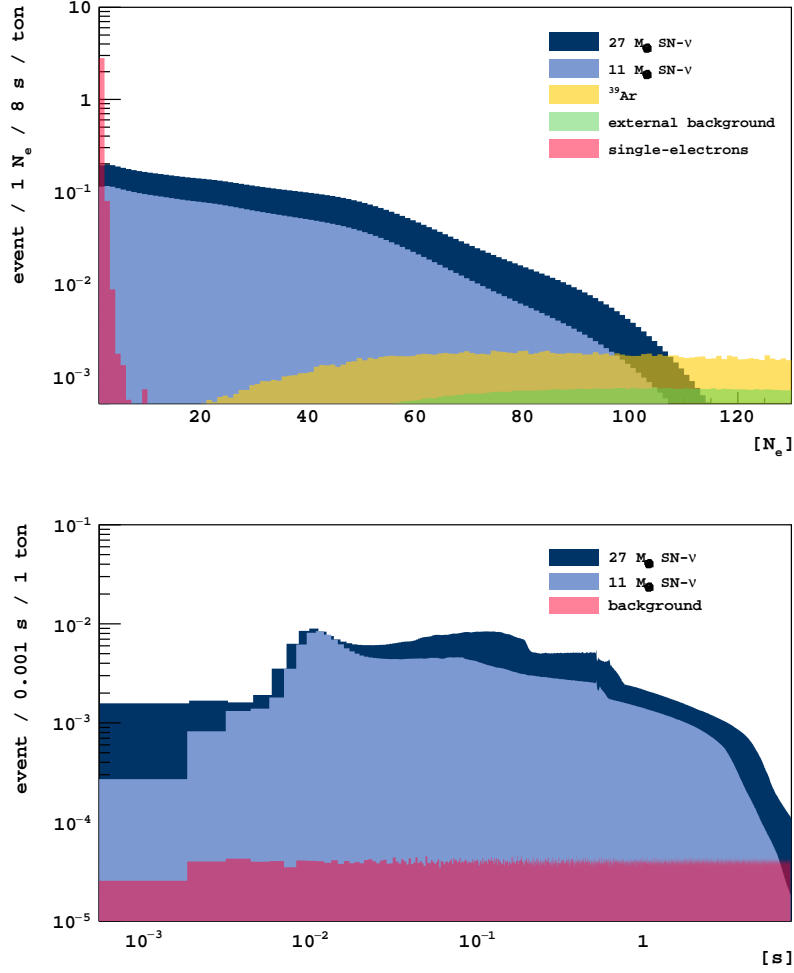 event / 1 Nₑ / 8 s / ton
10
1
10⁻¹
10⁻²
10⁻³
27 M☉ SN-ν
11 M☉ SN-ν
³⁹Ar
external background
single-electrons
20 40 60 80 100 120
[Nₑ]
event / 0.001 s / 1 ton
10⁻¹
10⁻²
10⁻³
10⁻⁴
10⁻⁵
27 M☉ SN-ν
11 M☉ SN-ν
background
10⁻³ 10⁻² 10⁻¹ 1
[s]